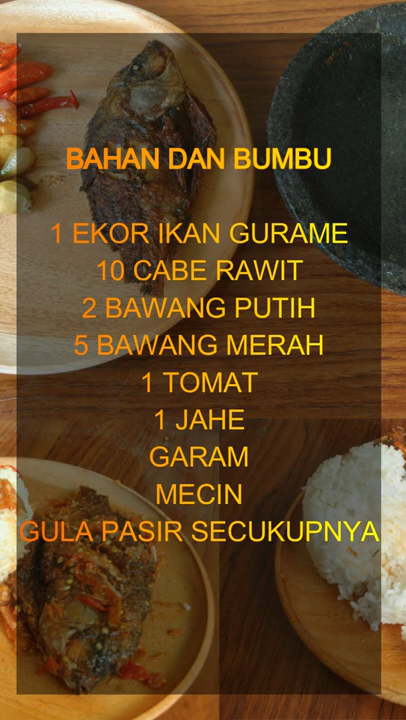 BAHAN DAN BUMBU
1 EKOR IKAN GURAME
10 CABE RAWIT
2 BAWANG PUTIH
5 BAWANG MERAH
1 TOMAT
1 JAHE
GARAM
MECIN
GULA PASIR SECUKUPNYA